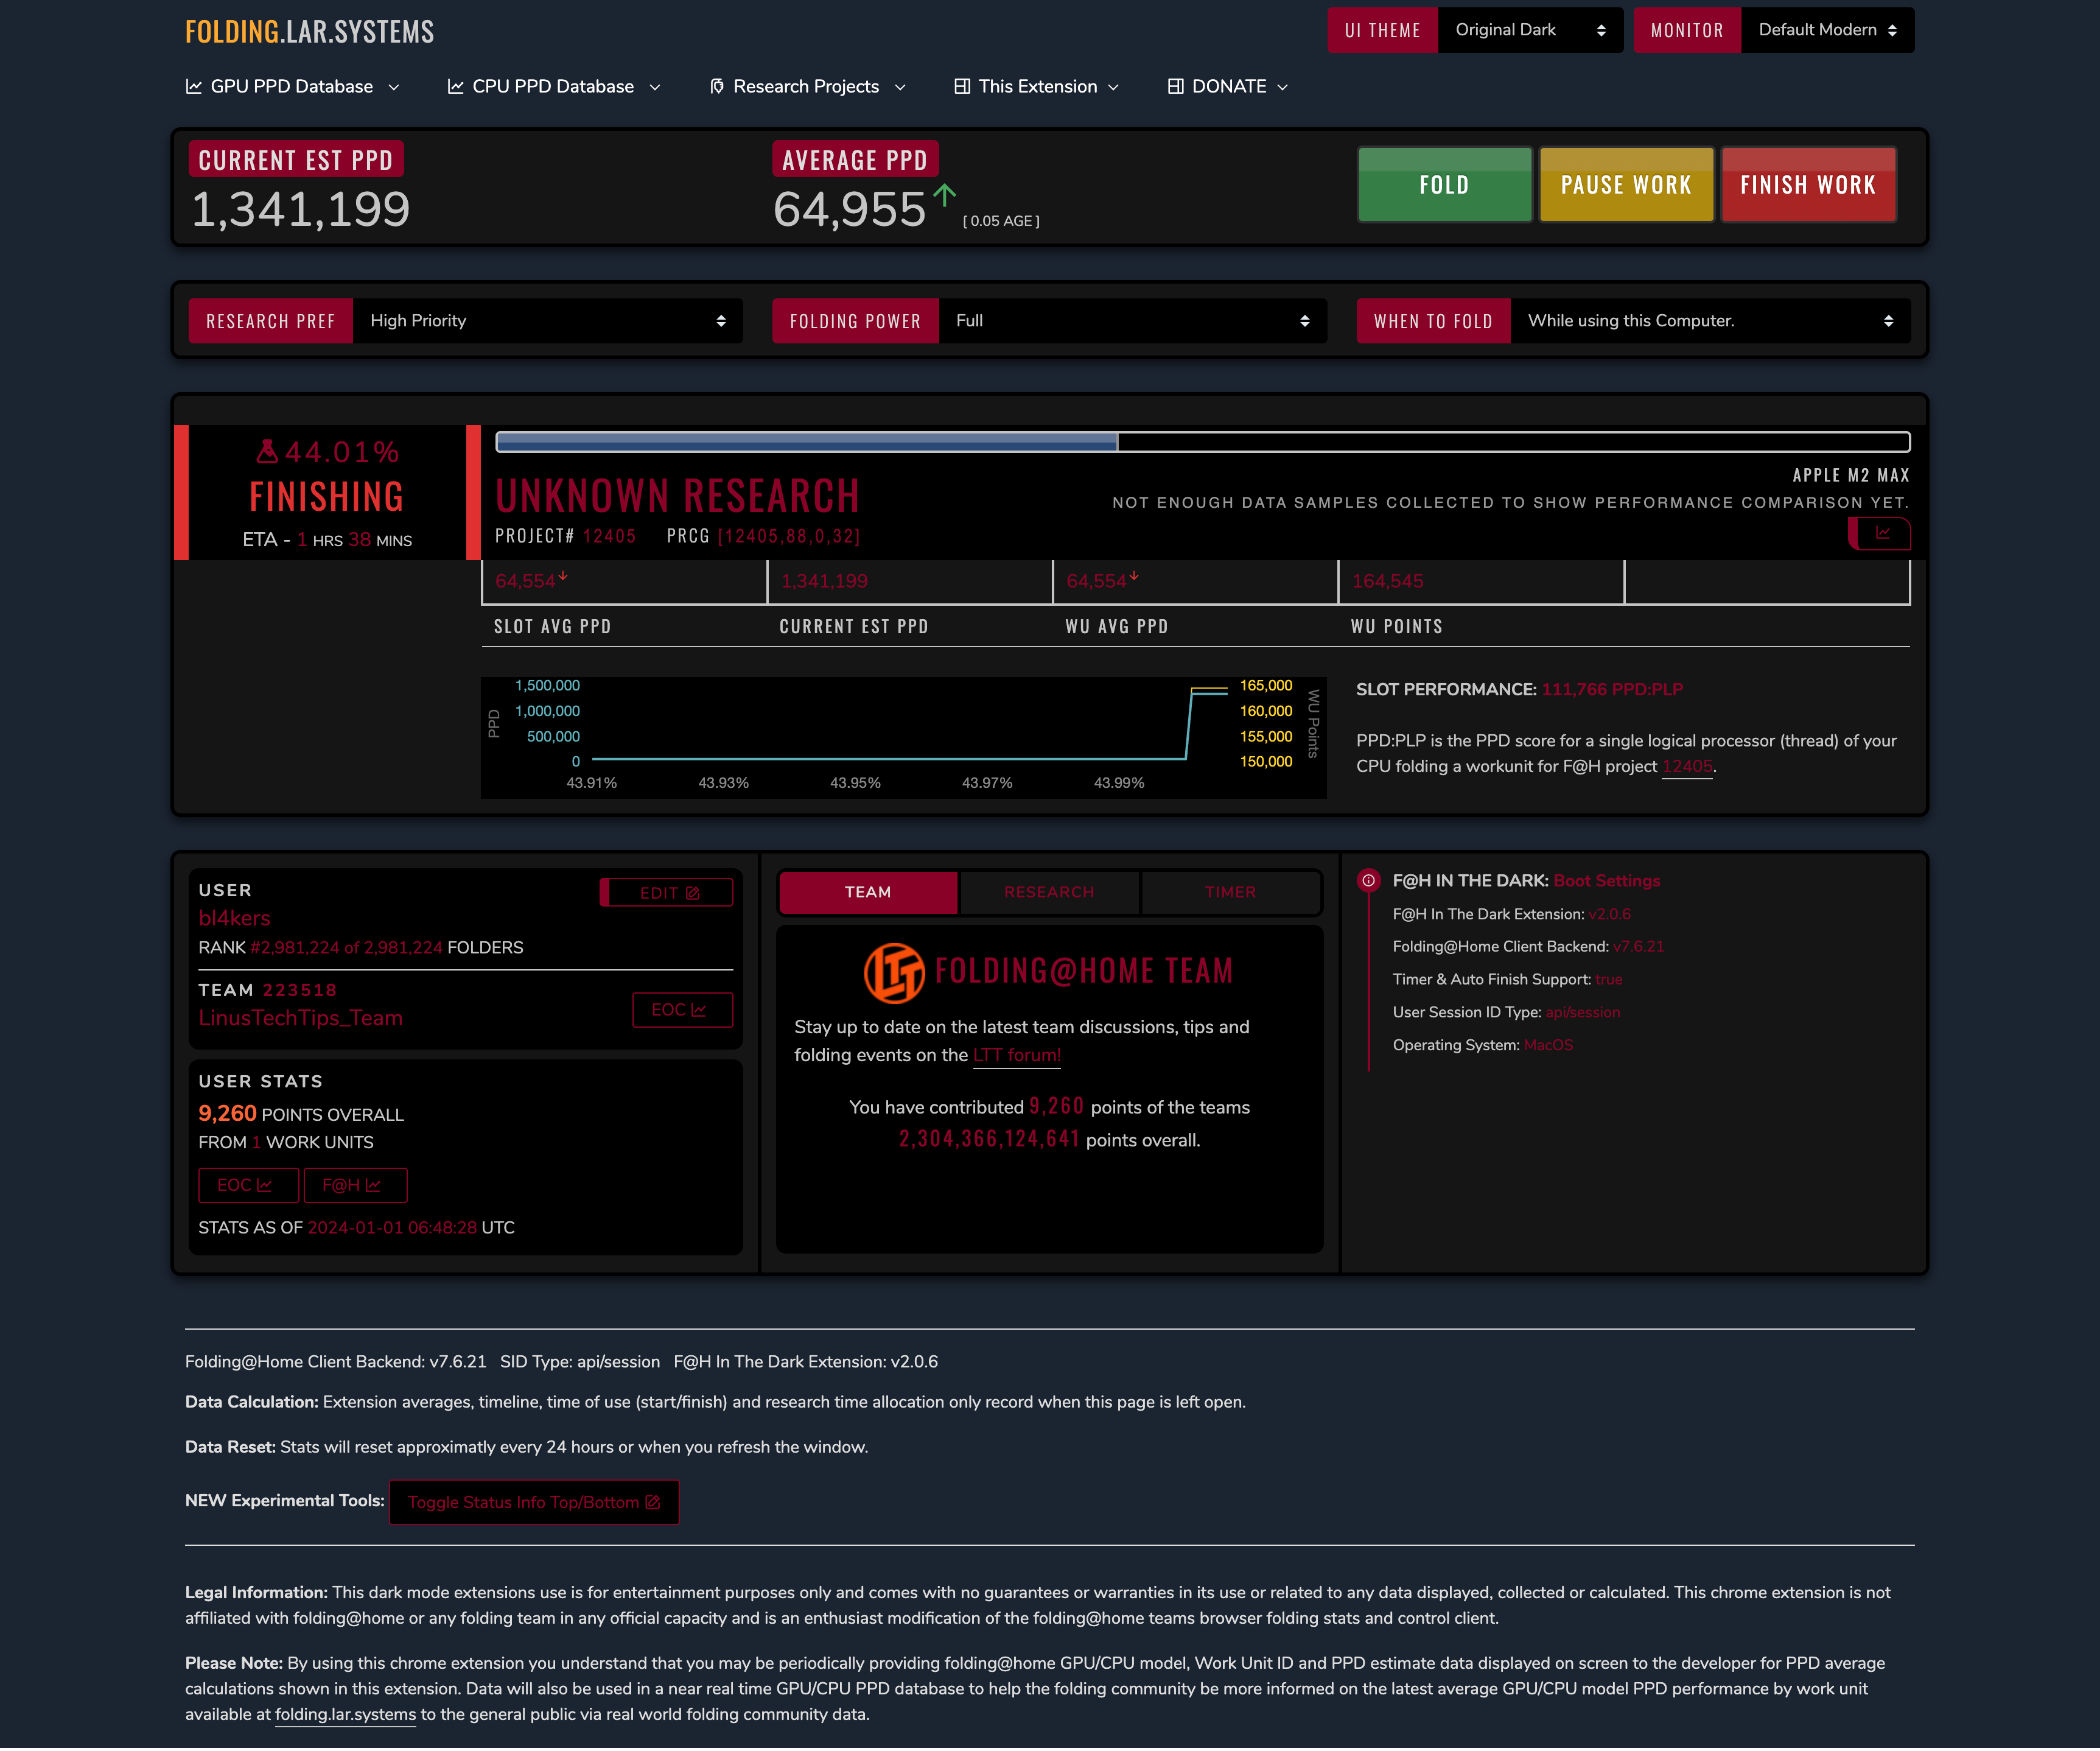 FOLDING.LAR.SYSTEMS
UI THEME Original Dark MONITOR Default Modern
GPU PPD Database CPU PPD Database Research Projects This Extension DONATE
CURRENT EST PPD
1,341,199
AVERAGE PPD
64,955 [ 0.05 AGE ]
FOLD PAUSE WORK FINISH WORK
RESEARCH PREF High Priority FOLDING POWER Full WHEN TO FOLD While using this Computer.
44.01%
FINISHING
ETA - 1 HRS 38 MINS
UNKNOWN RESEARCH
PROJECT# 12405 PRCG [12405,88,0,32]
APPLE M2 MAX
NOT ENOUGH DATA SAMPLES COLLECTED TO SHOW PERFORMANCE COMPARISON YET.
64,554 1,341,199 64,554 164,545
SLOT AVG PPD CURRENT EST PPD WU AVG PPD WU POINTS
PPD
1,500,000
1,000,000
500,000
0
43.91% 43.93% 43.95% 43.97% 43.99%
165,000
160,000
155,000
150,000
WU Points
SLOT PERFORMANCE: 111,766 PPD:PLP
PPD:PLP is the PPD score for a single logical processor (thread) of your
CPU folding a workunit for F@H project 12405.
USER
EDIT
bl4kers
RANK #2,981,224 of 2,981,224 FOLDERS
TEAM 223518
LinusTechTips_Team
EOC
USER STATS
9,260 POINTS OVERALL
FROM 1 WORK UNITS
EOC F@H
STATS AS OF 2024-01-01 06:48:28 UTC
TEAM RESEARCH TIMER
LTT FOLDING@HOME TEAM
Stay up to date on the latest team discussions, tips and
folding events on the LTT forum!
You have contributed 9,260 points of the teams
2,304,366,124,641 points overall.
F@H IN THE DARK: Boot Settings
F@H In The Dark Extension: v2.0.6
Folding@Home Client Backend: v7.6.21
Timer & Auto Finish Support: true
User Session ID Type: api/session
Operating System: MacOS
Folding@Home Client Backend: v7.6.21 SID Type: api/session F@H In The Dark Extension: v2.0.6
Data Calculation: Extension averages, timeline, time of use (start/finish) and research time allocation only record when this page is left open.
Data Reset: Stats will reset approximatly every 24 hours or when you refresh the window.
NEW Experimental Tools: Toggle Status Info Top/Bottom
Legal Information: This dark mode extensions use is for entertainment purposes only and comes with no guarantees or warranties in its use or related to any data displayed, collected or calculated. This chrome extension is not
affiliated with folding@home or any folding team in any official capacity and is an enthusiast modification of the folding@home teams browser folding stats and control client.
Please Note: By using this chrome extension you understand that you may be periodically providing folding@home GPU/CPU model, Work Unit ID and PPD estimate data displayed on screen to the developer for PPD average
calculations shown in this extension. Data will also be used in a near real time GPU/CPU PPD database to help the folding community be more informed on the latest average GPU/CPU model PPD performance by work unit
available at folding.lar.systems to the general public via real world folding community data.